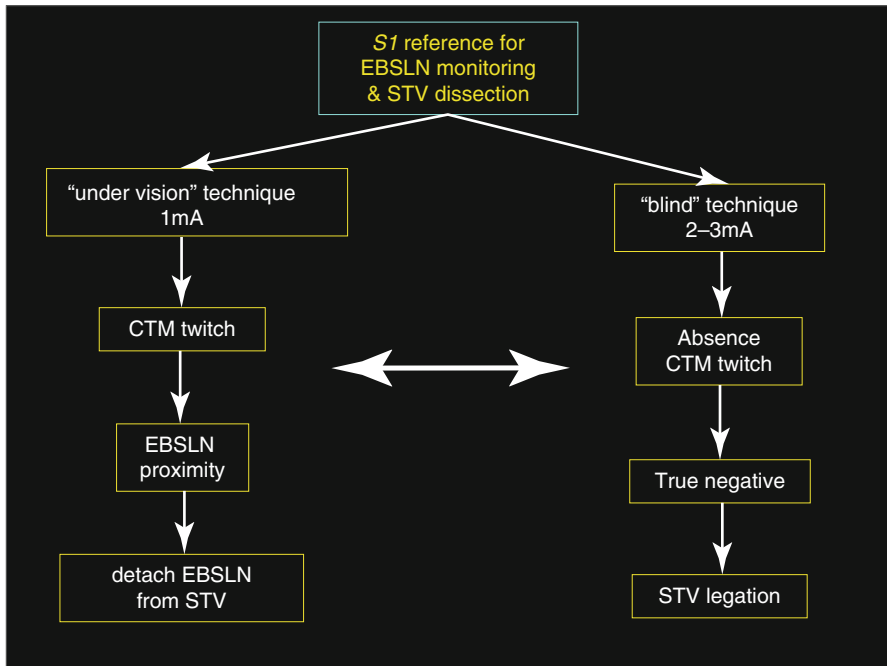 S1 reference for
EBSLN monitoring
& STV dissection
“under vision” technique
1mA
CTM twitch
EBSLN
proximity
detach EBSLN
from STV
“blind” technique
2–3mA
Absence
CTM twitch
True negative
STV legation